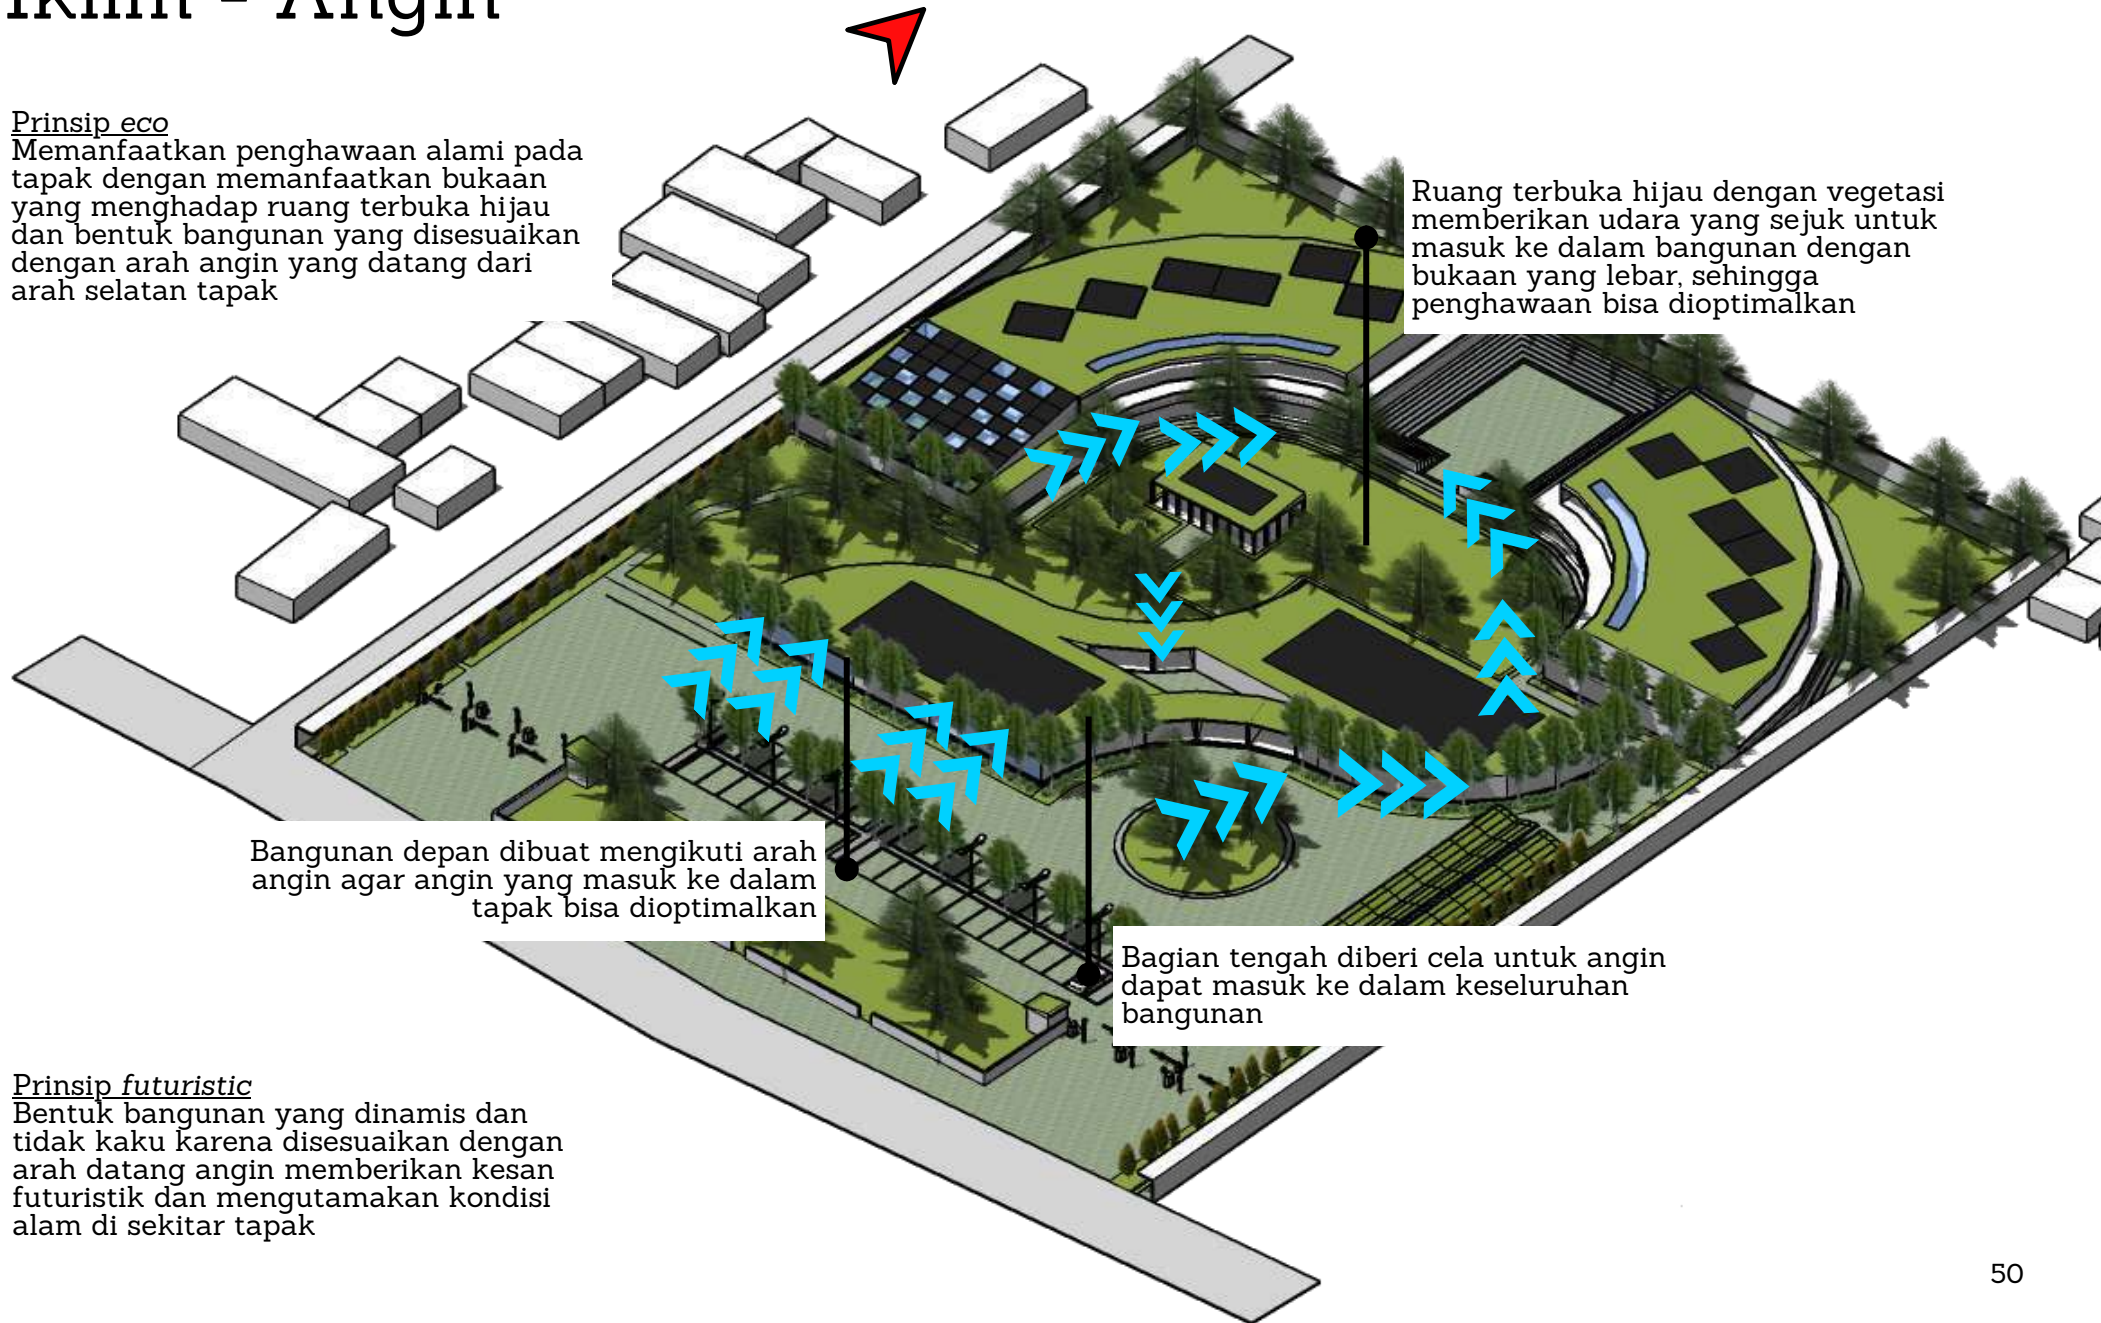 Iklim - Angin
Prinsip eco
Memanfaatkan penghawaan alami pada
tapak dengan memanfaatkan bukaan
yang menghadap ruang terbuka hijau
dan bentuk bangunan yang disesuaikan
dengan arah angin yang datang dari
arah selatan tapak
Ruang terbuka hijau dengan vegetasi
memberikan udara yang sejuk untuk
masuk ke dalam bangunan dengan
bukaan yang lebar, sehingga
penghawaan bisa dioptimalkan
Bangunan depan dibuat mengikuti arah
angin agar angin yang masuk ke dalam
tapak bisa dioptimalkan
Bagian tengah diberi cela untuk angin
dapat masuk ke dalam keseluruhan
bangunan
Prinsip futuristic
Bentuk bangunan yang dinamis dan
tidak kaku karena disesuaikan dengan
arah datang angin memberikan kesan
futuristik dan mengutamakan kondisi
alam di sekitar tapak
50